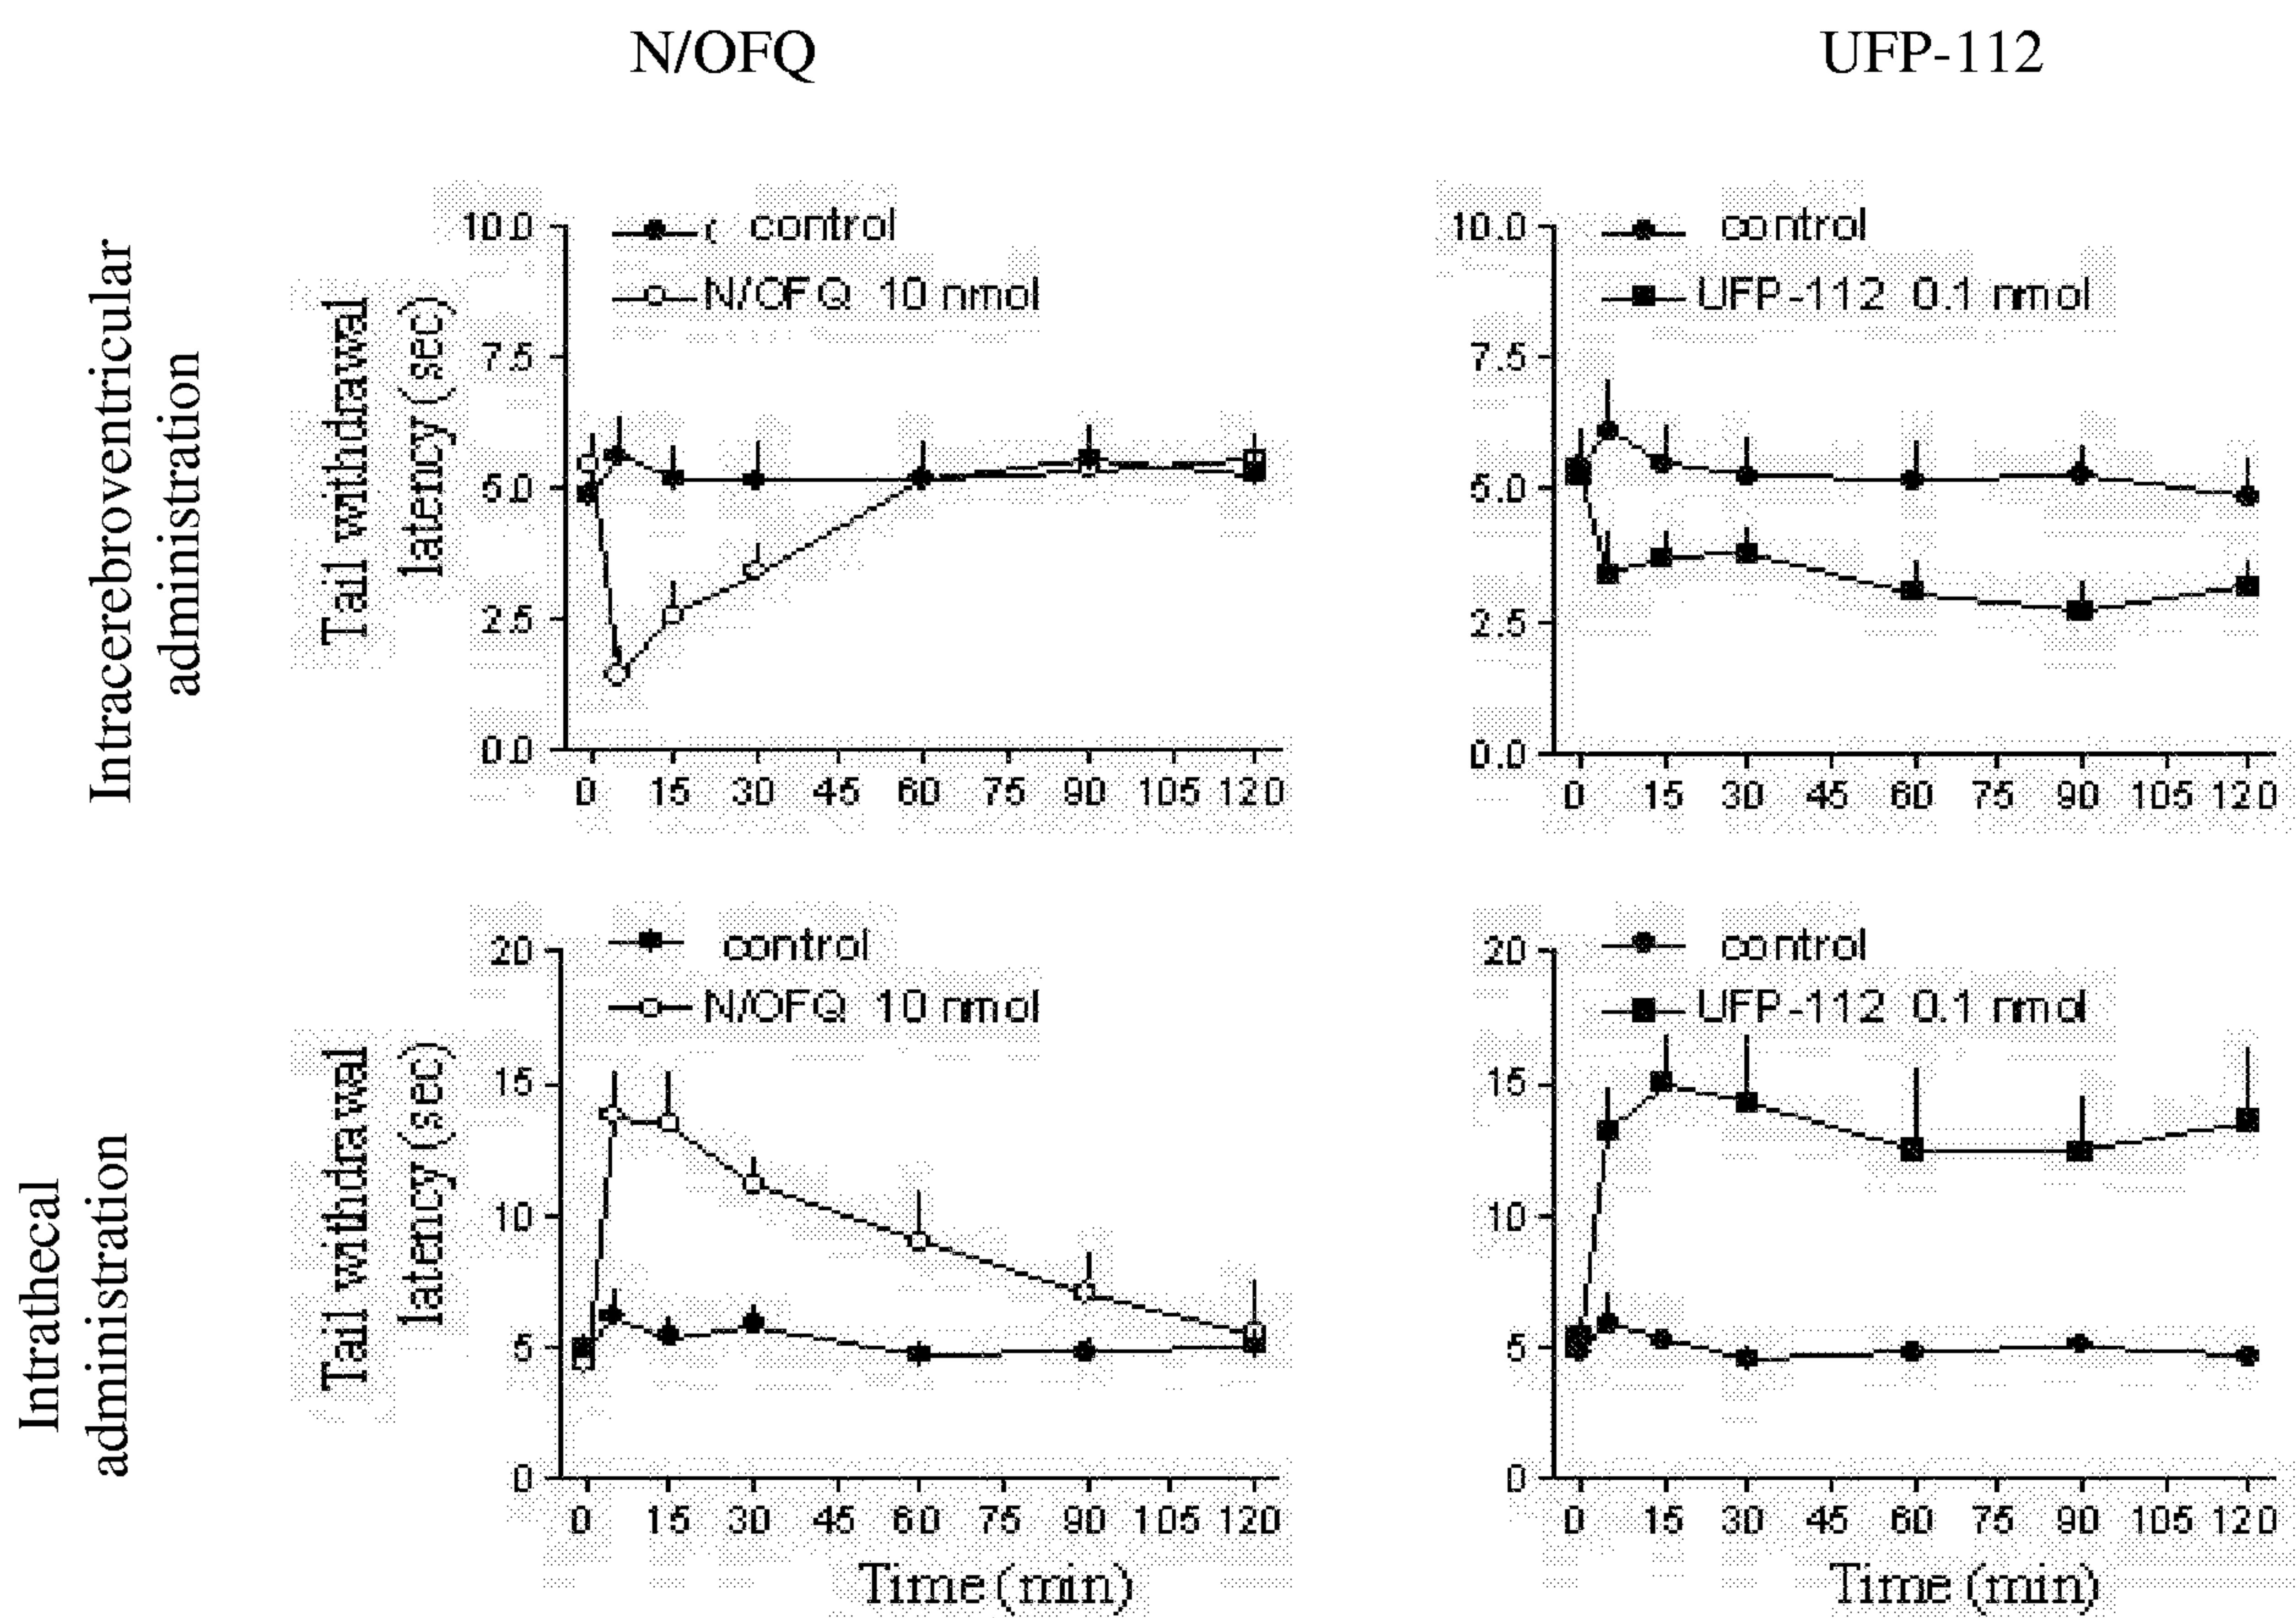 N/OFQ
UFP-112
Intracerebroventricular
administration
Tail withdrawal
latency (sec)
10.0
7.5
5.0
2.5
0.0
control
N/OFQ 10 nmol
0 15 30 45 60 75 90 105 120
10.0
7.5
5.0
2.5
0.0
control
UFP-112 0.1 nmol
0 15 30 45 60 75 90 105 120
Intrathecal
administration
Tail withdrawal
latency (sec)
20
15
10
5
0
control
N/OFQ 10 nmol
0 15 30 45 60 75 90 105 120
Time (min)
20
15
10
5
0
control
UFP-112 0.1 nmol
0 15 30 45 60 75 90 105 120
Time (min)